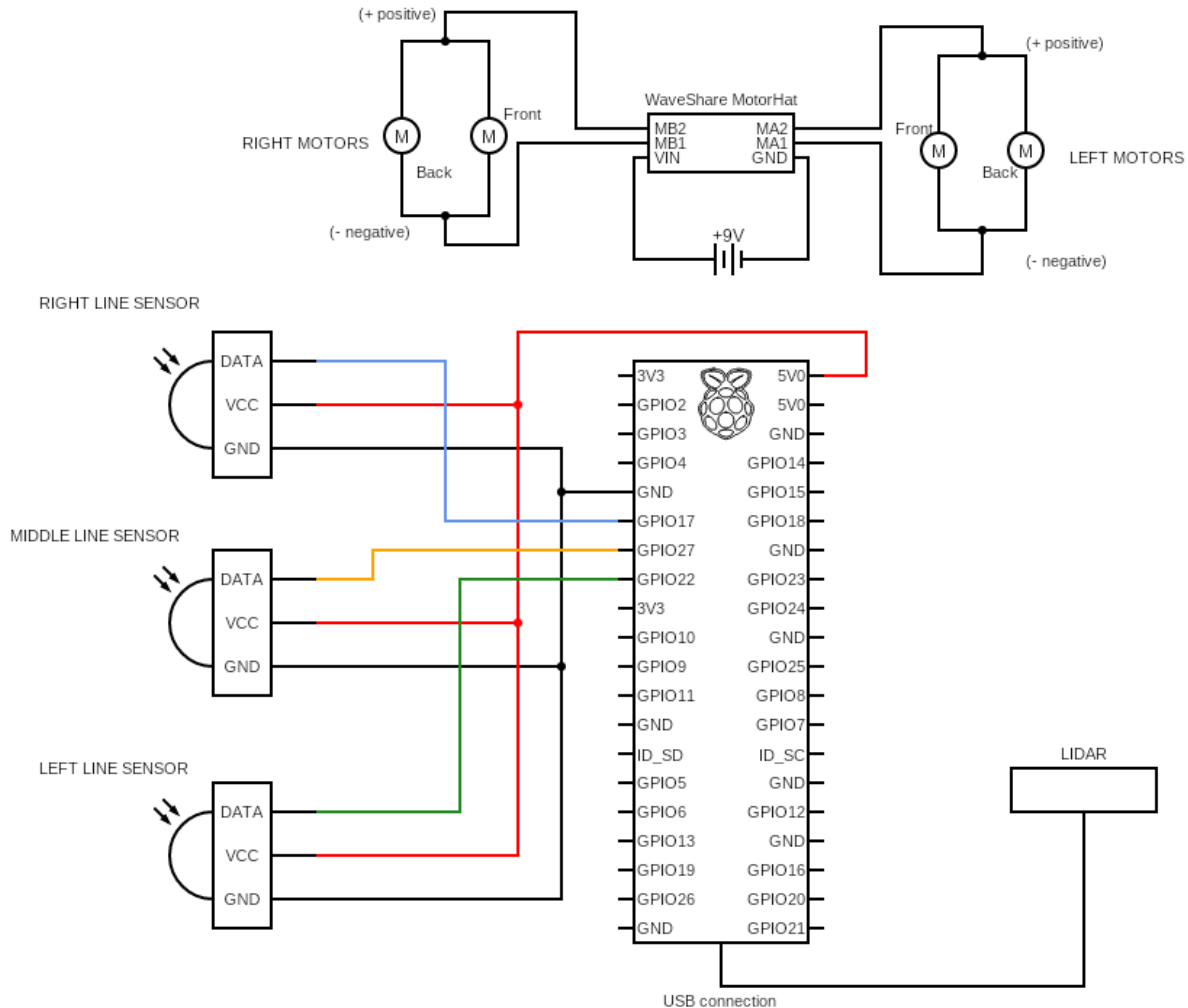 (+ positive)
(+ positive)
WaveShare MotorHat
Front
MB2
MA2
Front
RIGHT MOTORS
M
M
MB1
MA1
M
M
LEFT MOTORS
VIN
GND
Back
Back
(- negative)
+9V
(- negative)
RIGHT LINE SENSOR
DATA
VCC
GND
MIDDLE LINE SENSOR
DATA
VCC
GND
LEFT LINE SENSOR
DATA
VCC
GND
3V3
5V0
GPIO2
5V0
GPIO3
GND
GPIO4
GPIO14
GND
GPIO15
GPIO17
GPIO18
GPIO27
GND
GPIO22
GPIO23
3V3
GPIO24
GPIO10
GND
GPIO9
GPIO25
GPIO11
GPIO8
GND
GPIO7
ID_SD
ID_SC
GPIO5
GND
GPIO6
GPIO12
GPIO13
GND
GPIO19
GPIO16
GPIO26
GPIO20
GND
GPIO21
LIDAR
USB connection